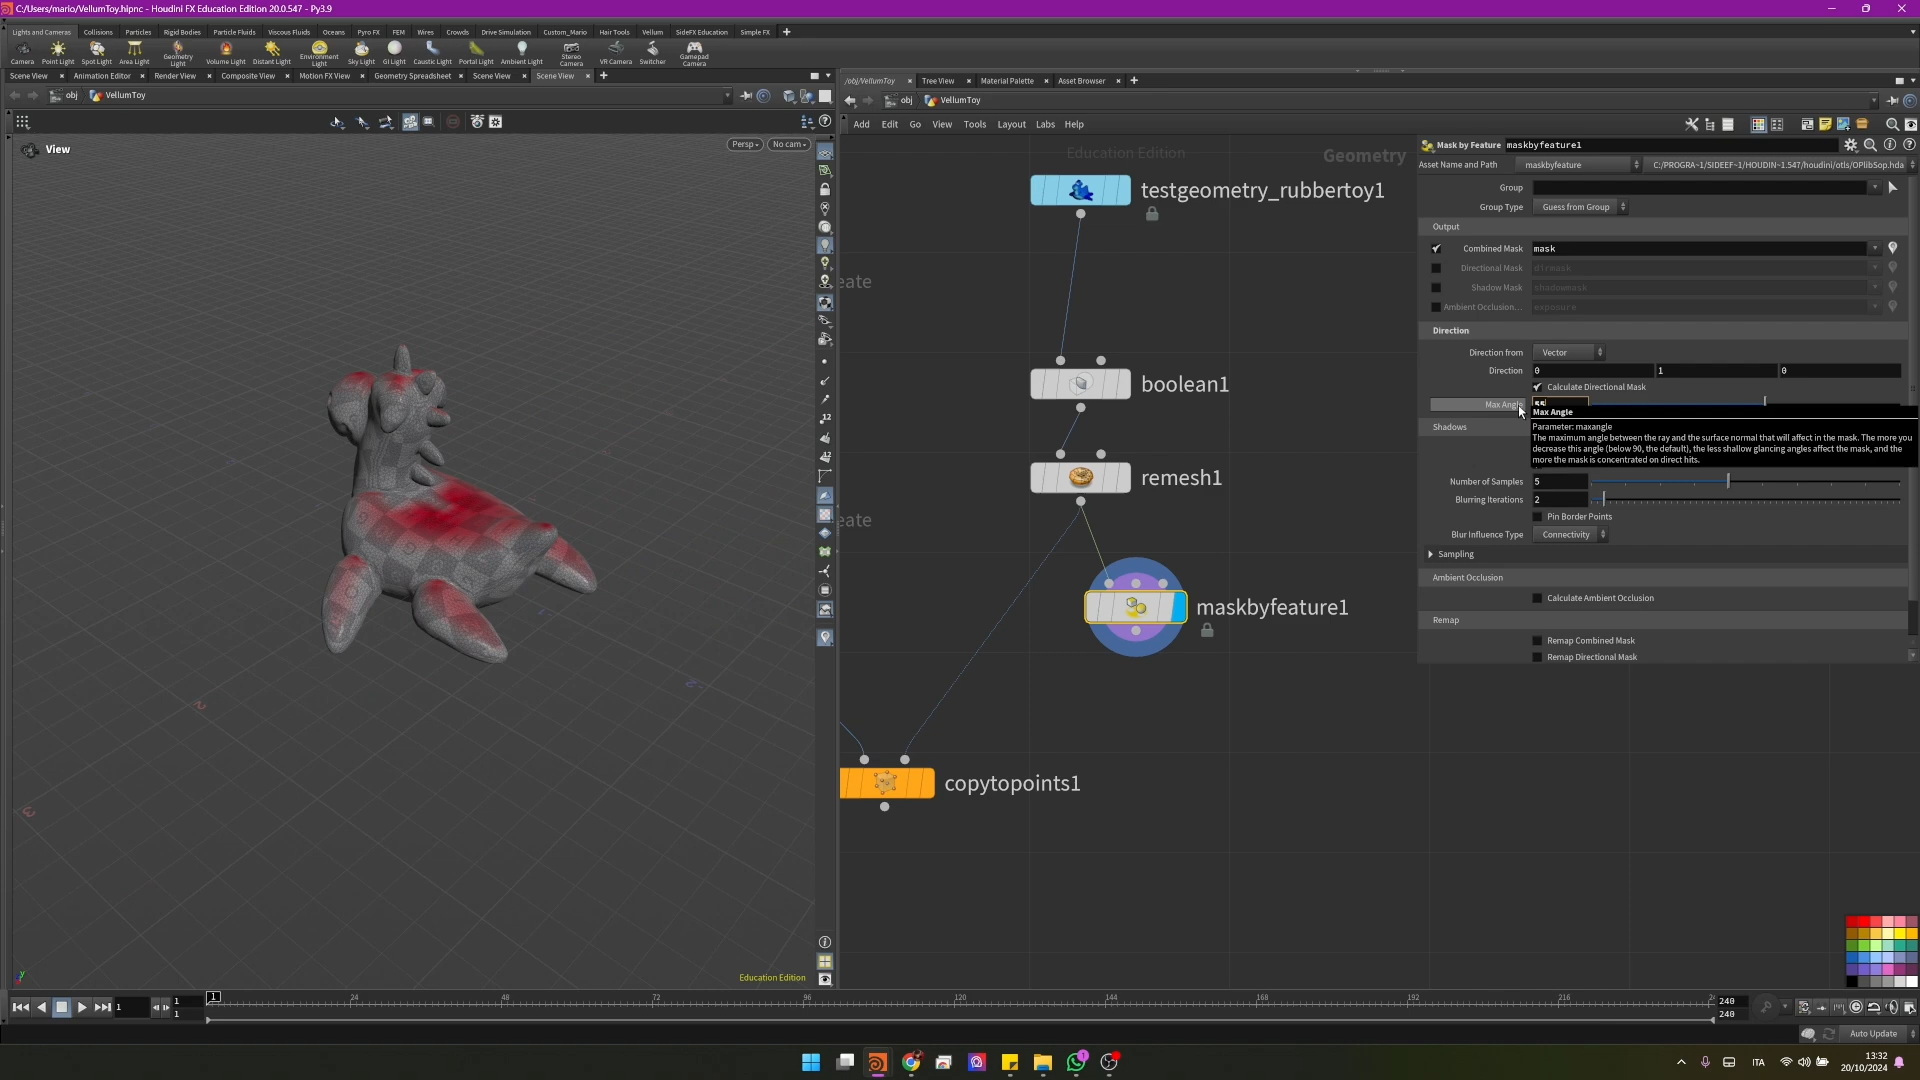 C:/Users/mario/VellumToy.hipnc - Houdini FX Education Edition 20.0.547 - Py3.9
Lights and Cameras Collisions Particles Rigid Bodies Particle Fluids Viscous Fluids Oceans Pyro FX FEM Wires Crowds Drive Simulation Custom_Mario Hair Tools Vellum SideFX Education Simple FX
Camera Point Light Spot Light Area Light Geometry Light Volume Light Distant Light Environment Light Sky Light GI Light Caustic Light Portal Light Ambient Light Stereo Camera VR Camera Switcher Gamepad Camera
Scene View Animation Editor Render View Composite View Motion FX View Geometry Spreadsheet Scene View Scene View
/obj/VellumToy Tree View Material Palette Asset Browser
obj VellumToy
obj VellumToy
Add Edit Go View Tools Layout Labs Help
View
Persp No cam
Education Edition
Geometry
testgeometry_rubbertoy1
eate
boolean1
remesh1
eate
maskbyfeature1
copytopoints1
Mask by Feature maskbyfeature1
Asset Name and Path maskbyfeature C:/PROGRA~1/SIDEEF~1/HOUDIN~1.547/houdini/otls/OPlibSop.hda
Group
Group Type Guess from Group
Output
Combined Mask mask
Directional Mask dirmask
Shadow Mask shadowmask
Ambient Occlusion... exposure
Direction
Direction from Vector
Direction 0 1 0
Calculate Directional Mask
Max Angle 55
Max Angle
Parameter: maxangle
The maximum angle between the ray and the surface normal that will affect in the mask. The more you
decrease this angle (below 90, the default), the less shallow glancing angles affect the mask, and the
more the mask is concentrated on direct hits.
Shadows
Number of Samples 5
Blurring Iterations 2
Pin Border Points
Blur Influence Type Connectivity
Sampling
Ambient Occlusion
Calculate Ambient Occlusion
Remap
Remap Combined Mask
Remap Directional Mask
Education Edition
1 1 1 1 24 48 72 96 120 144 168 192 216 240
240
Auto Update
ITA
13:32
20/10/2024